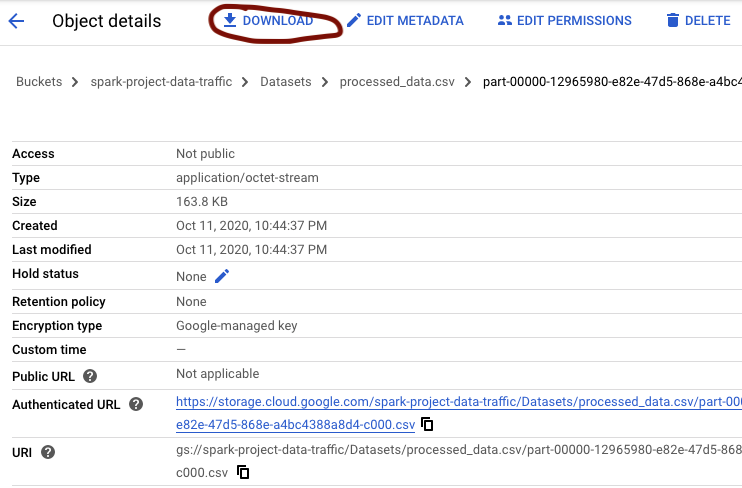 Object details DOWNLOAD EDIT METADATA EDIT PERMISSIONS DELETE
Buckets > spark-project-data-traffic > Datasets > processed_data.csv > part-00000-12965980-e82e-47d5-868e-a4bc4
Access Not public
Type application/octet-stream
Size 163.8 KB
Created Oct 11, 2020, 10:44:37 PM
Last modified Oct 11, 2020, 10:44:37 PM
Hold status None
Retention policy None
Encryption type Google-managed key
Custom time —
Public URL ? Not applicable
Authenticated URL ? https://storage.cloud.google.com/spark-project-data-traffic/Datasets/processed_data.csv/part-000
e82e-47d5-868e-a4bc4388a8d4-c000.csv
URI ? gs://spark-project-data-traffic/Datasets/processed_data.csv/part-00000-12965980-e82e-47d5-868
c000.csv